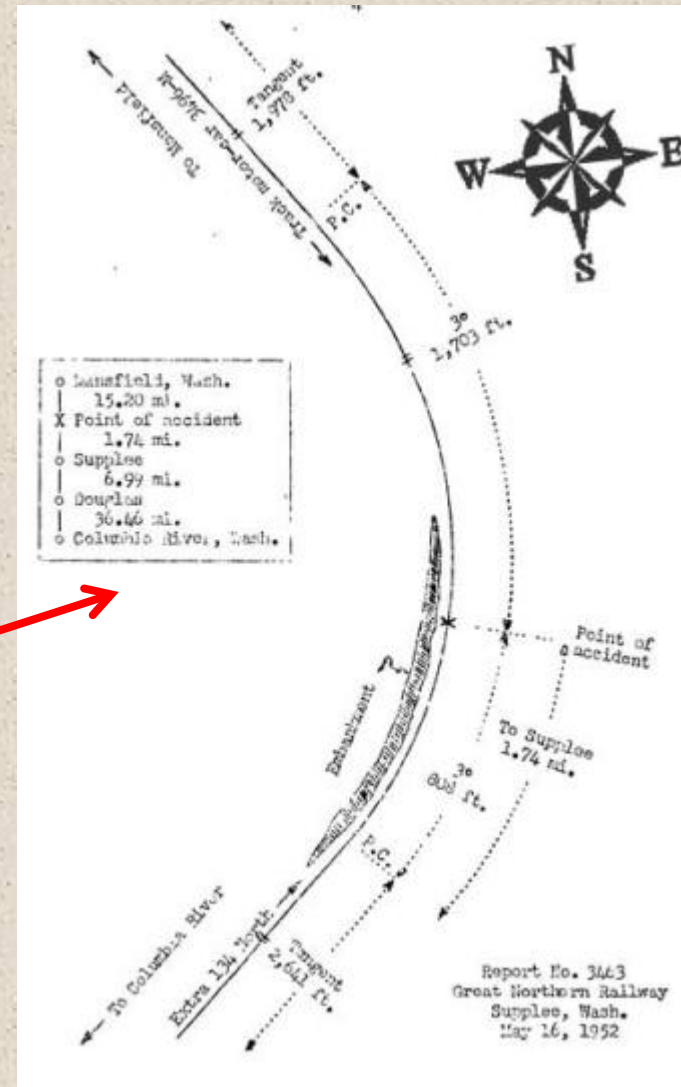 N
W
E
S
To Mansfield
Track motor-car 3496-M
Tangent
1,978 ft.
P.C.
3°
1,703 ft.
o Mansfield, Wash.
| 15.20 mi.
X Point of accident
| 1.74 mi.
o Supplee
| 6.99 mi.
o Douglas
| 36.46 mi.
o Columbia River, Wash.
Point of
accident
Embankment
To Supplee
1.74 mi.
3°
808 ft.
P.C.
To Columbia River
Extra 134 North
Tangent
2,641 ft.
Report No. 3463
Great Northern Railway
Supplee, Wash.
May 16, 1952